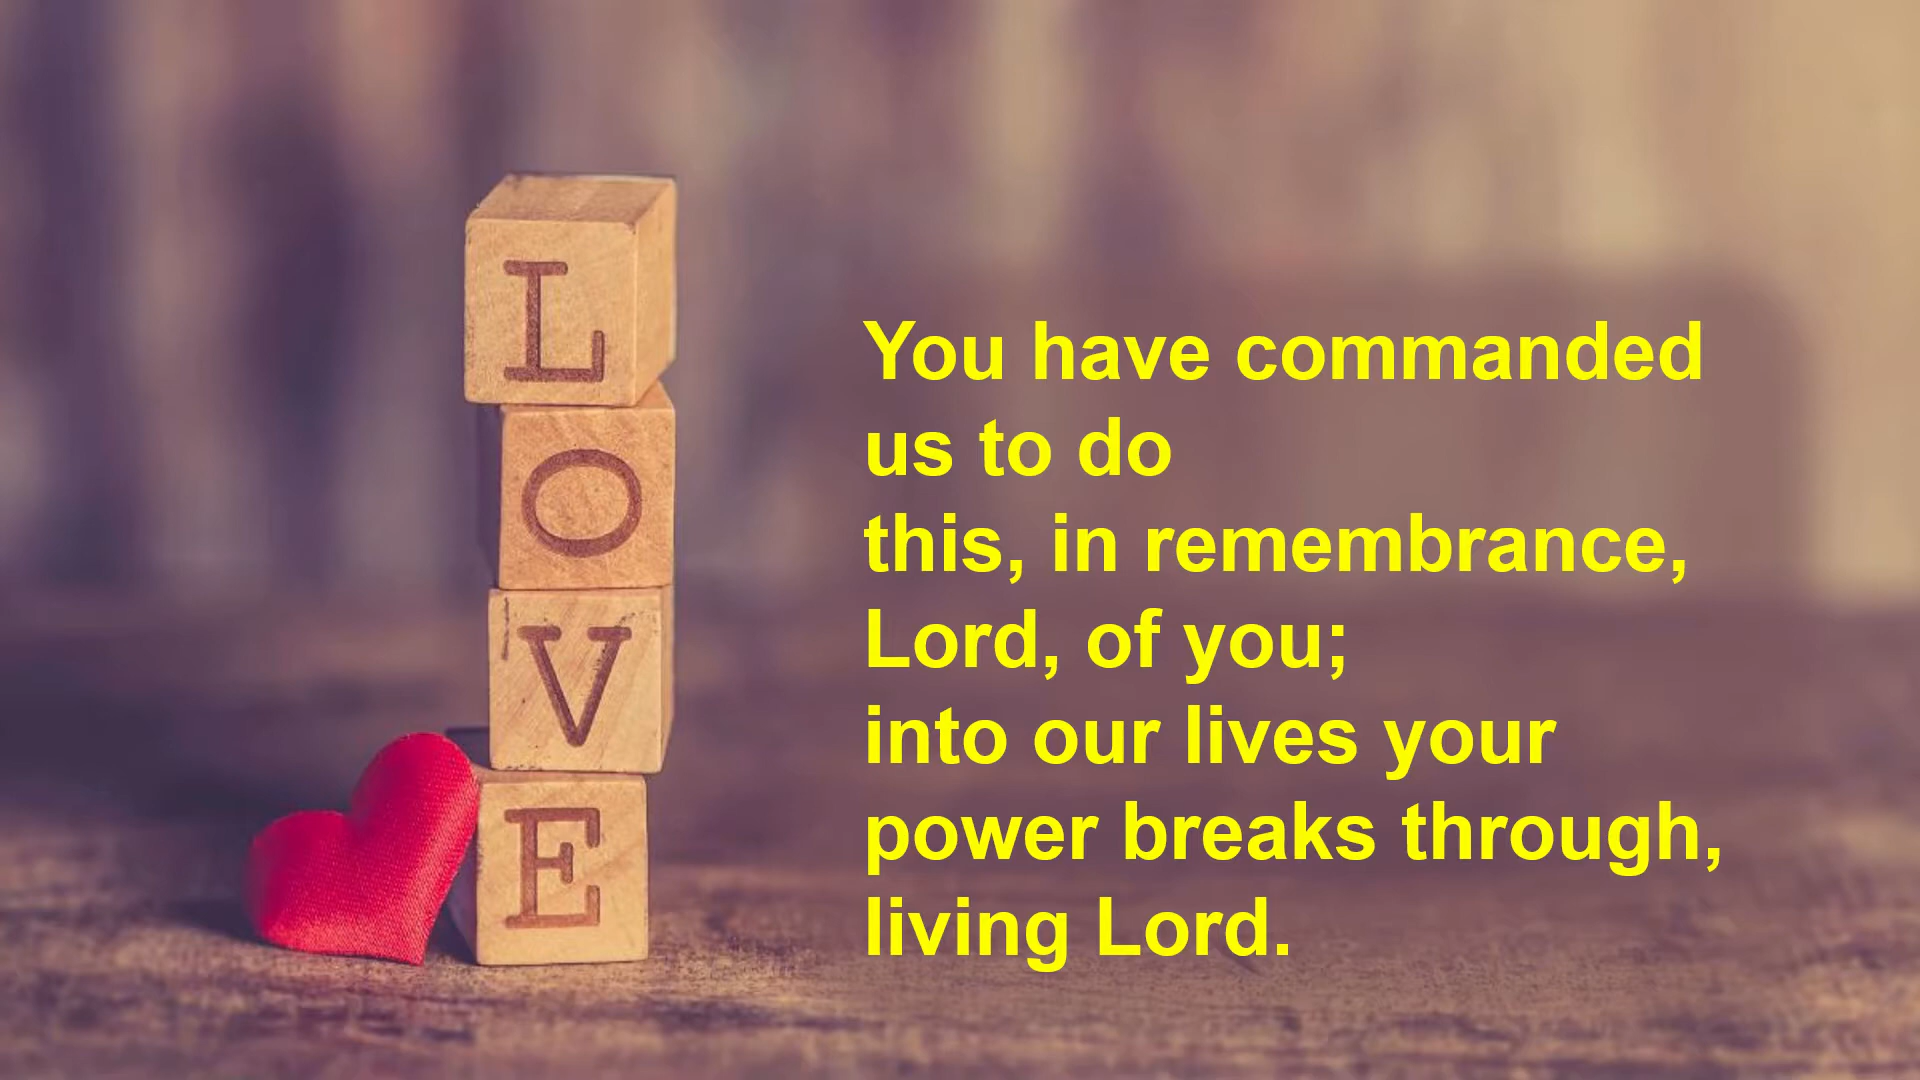 L
O
V
E
You have commanded
us to do
this, in remembrance,
Lord, of you;
into our lives your
power breaks through,
living Lord.